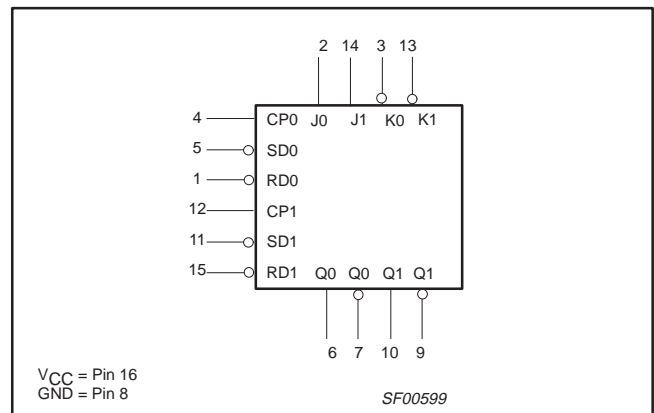 2 14 3 13
4 CP0 J0 J1 K0 K1
5 SD0
1 RD0
12 CP1
11 SD1
15 RD1 Q0 Q0 Q1 Q1
6 7 10 9
VCC = Pin 16
GND = Pin 8
SF00599